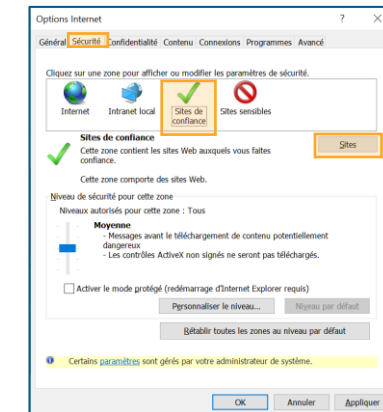 Options Internet
Général Sécurité Confidentialité Contenu Connexions Programmes Avancé
Cliquez sur une zone pour afficher ou modifier les paramètres de sécurité.
Internet Intranet local Sites de confiance Sites sensibles
Sites de confiance
Sites
Cette zone contient les sites Web auxquels vous faites
confiance.
Cette zone comporte des sites Web.
Niveau de sécurité pour cette zone
Niveaux autorisés pour cette zone : Tous
Moyenne
- Messages avant le téléchargement de contenu potentiellement
dangereux
- Les contrôles ActiveX non signés ne seront pas téléchargés.
Activer le mode protégé (redémarrage d'Internet Explorer requis)
Personnaliser le niveau... Niveau par défaut
Rétablir toutes les zones au niveau par défaut
Certains paramètres sont gérés par votre administrateur de système.
OK Annuler Appliquer